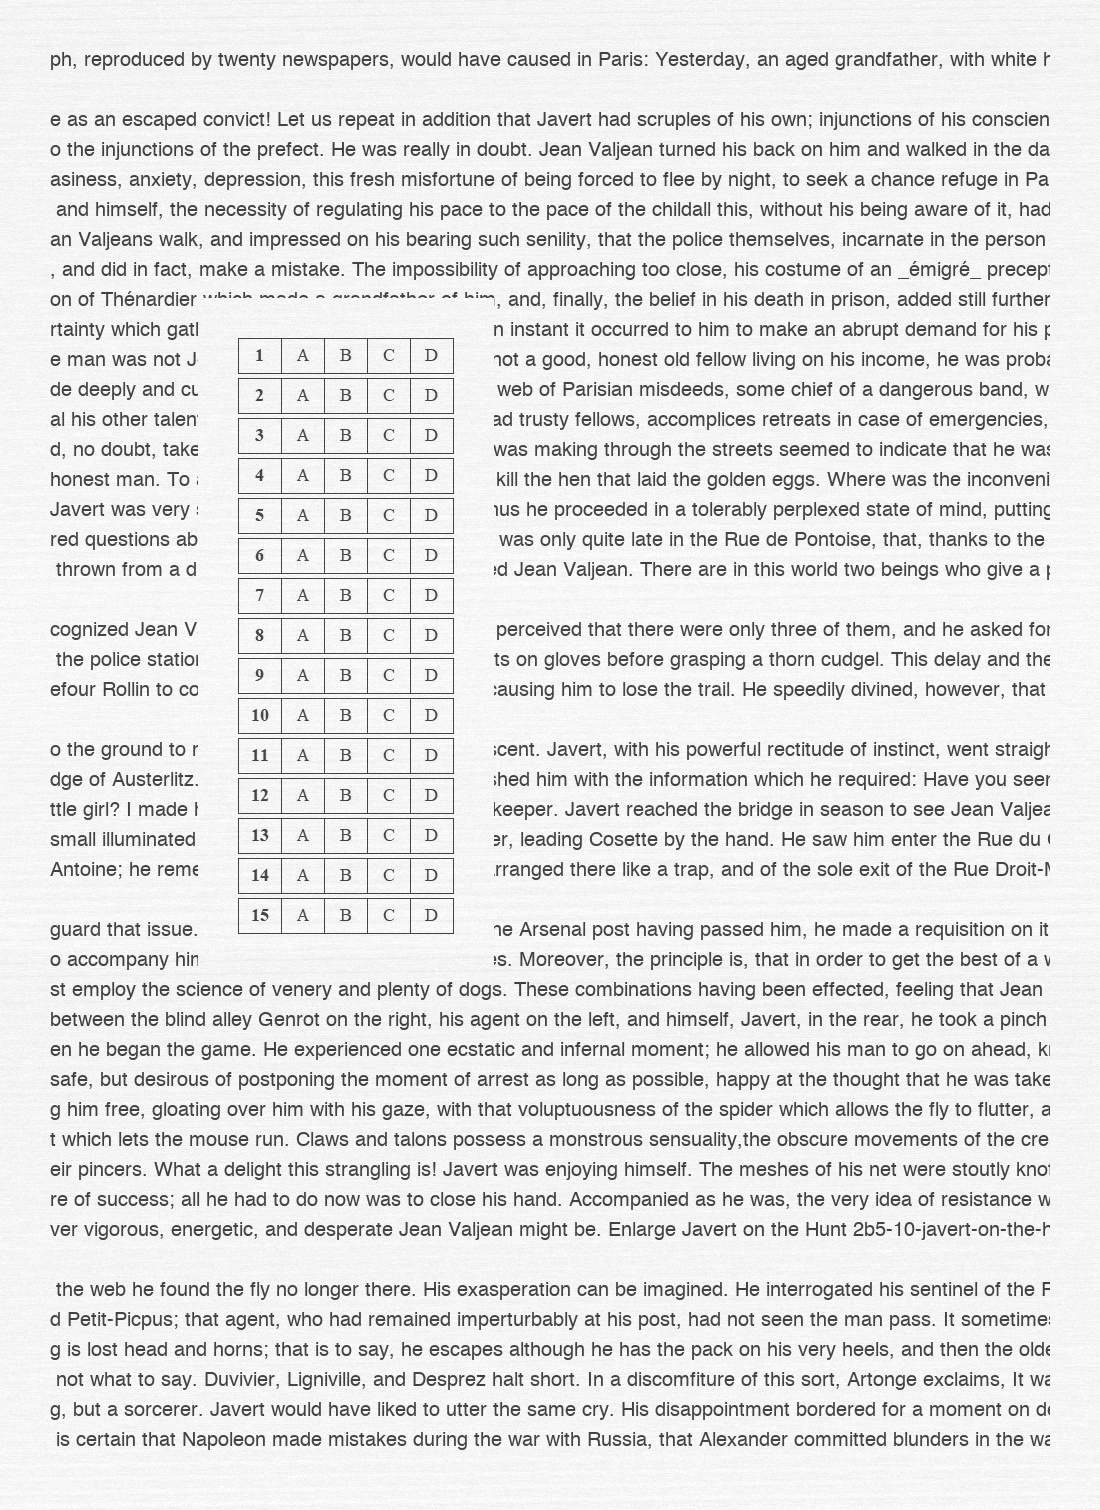 ph, reproduced by twenty newspapers, would have caused in Paris: Yesterday, an aged grandfather, with white
e as an escaped convict! Let us repeat in addition that Javert had scruples of his own; injunctions of his conscien
o the injunctions of the prefect. He was really in doubt. Jean Valjean turned his back on him and walked in the da
asiness, anxiety, depression, this fresh misfortune of being forced to flee by night, to seek a chance refuge in Pa
and himself, the necessity of regulating his pace to the pace of the childall this, without his being aware of it, had
an Valjeans walk, and impressed on his bearing such senility, that the police themselves, incarnate in the person
, and did in fact, make a mistake. The impossibility of approaching too close, his costume of an _émigré_ precept
on of Thénardier which made a grandfather of him, and, finally, the belief in his death in prison, added still further
rtainty which gath n instant it occurred to him to make an abrupt demand for his
e man was not J not a good, honest old fellow living on his income, he was proba
de deeply and cu web of Parisian misdeeds, some chief of a dangerous band, w
al his other talent ad trusty fellows, accomplices retreats in case of emergencies,
d, no doubt, take was making through the streets seemed to indicate that he was
honest man. To kill the hen that laid the golden eggs. Where was the inconveni
Javert was very hus he proceeded in a tolerably perplexed state of mind, putting
red questions ab was only quite late in the Rue de Pontoise, that, thanks to the
thrown from a d ed Jean Valjean. There are in this world two beings who give a
cognized Jean V perceived that there were only three of them, and he asked for
the police station ts on gloves before grasping a thorn cudgel. This delay and the
efour Rollin to co causing him to lose the trail. He speedily divined, however, that
o the ground to scent. Javert, with his powerful rectitude of instinct, went straigh
dge of Austerlitz. shed him with the information which he required: Have you seen
ttle girl? I made keeper. Javert reached the bridge in season to see Jean Valjea
small illuminated er, leading Cosette by the hand. He saw him enter the Rue du
Antoine; he reme arranged there like a trap, and of the sole exit of the Rue Droit-M
guard that issue. he Arsenal post having passed him, he made a requisition on it
o accompany him es. Moreover, the principle is, that in order to get the best of a w
st employ the science of venery and plenty of dogs. These combinations having been effected, feeling that Jean
between the blind alley Genrot on the right, his agent on the left, and himself, Javert, in the rear, he took a pinch
en he began the game. He experienced one ecstatic and infernal moment; he allowed his man to go on ahead, kn
safe, but desirous of postponing the moment of arrest as long as possible, happy at the thought that he was take
g him free, gloating over him with his gaze, with that voluptuousness of the spider which allows the fly to flutter, a
t which lets the mouse run. Claws and talons possess a monstrous sensuality,the obscure movements of the cre
eir pincers. What a delight this strangling is! Javert was enjoying himself. The meshes of his net were stoutly knot
re of success; all he had to do now was to close his hand. Accompanied as he was, the very idea of resistance w
ver vigorous, energetic, and desperate Jean Valjean might be. Enlarge Javert on the Hunt 2b5-10-javert-on-the-h
the web he found the fly no longer there. His exasperation can be imagined. He interrogated his sentinel of the
d Petit-Picpus; that agent, who had remained imperturbably at his post, had not seen the man pass. It sometimes
g is lost head and horns; that is to say, he escapes although he has the pack on his very heels, and then the olde
not what to say. Duvivier, Ligniville, and Desprez halt short. In a discomfiture of this sort, Artonge exclaims, It wa
g, but a sorcerer. Javert would have liked to utter the same cry. His disappointment bordered for a moment on de
is certain that Napoleon made mistakes during the war with Russia, that Alexander committed blunders in the wa
1 A B C D
2 A B C D
3 A B C D
4 A B C D
5 A B C D
6 A B C D
7 A B C D
8 A B C D
9 A B C D
10 A B C D
11 A B C D
12 A B C D
13 A B C D
14 A B C D
15 A B C D